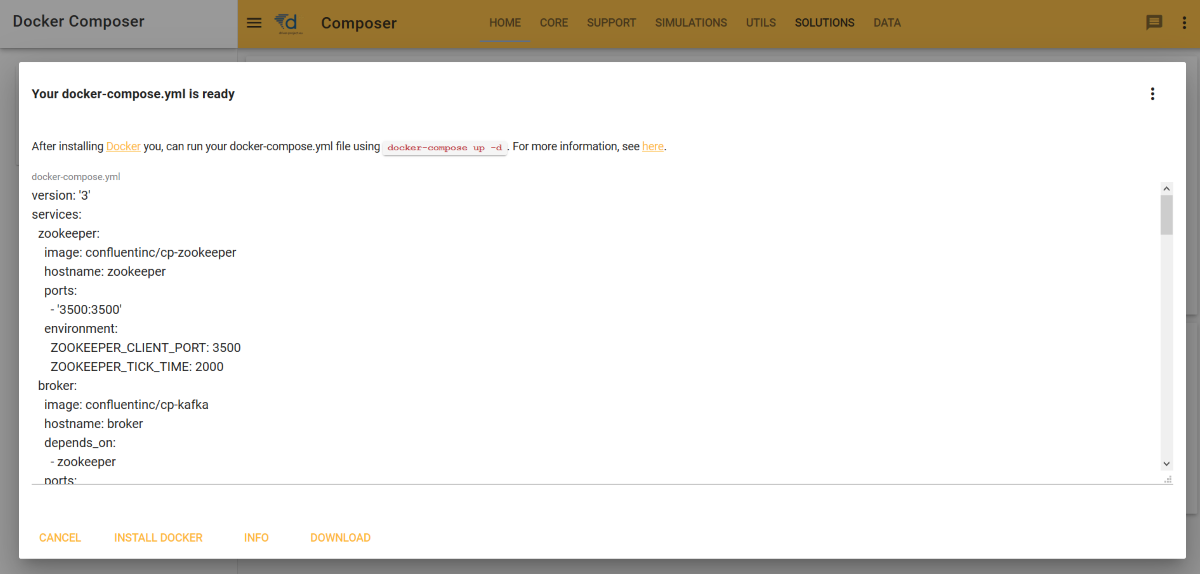 Docker Composer
d
Composer
HOME CORE SUPPORT SIMULATIONS UTILS SOLUTIONS DATA
Your docker-compose.yml is ready
After installing Docker you, can run your docker-compose.yml file using docker-compose up -d. For more information, see here.
docker-compose.yml
version: '3'
services:
zookeeper:
image: confluentinc/cp-zookeeper
hostname: zookeeper
ports:
- '3500:3500'
environment:
ZOOKEEPER_CLIENT_PORT: 3500
ZOOKEEPER_TICK_TIME: 2000
broker:
image: confluentinc/cp-kafka
hostname: broker
depends_on:
- zookeeper
ports:
CANCEL INSTALL DOCKER INFO DOWNLOAD